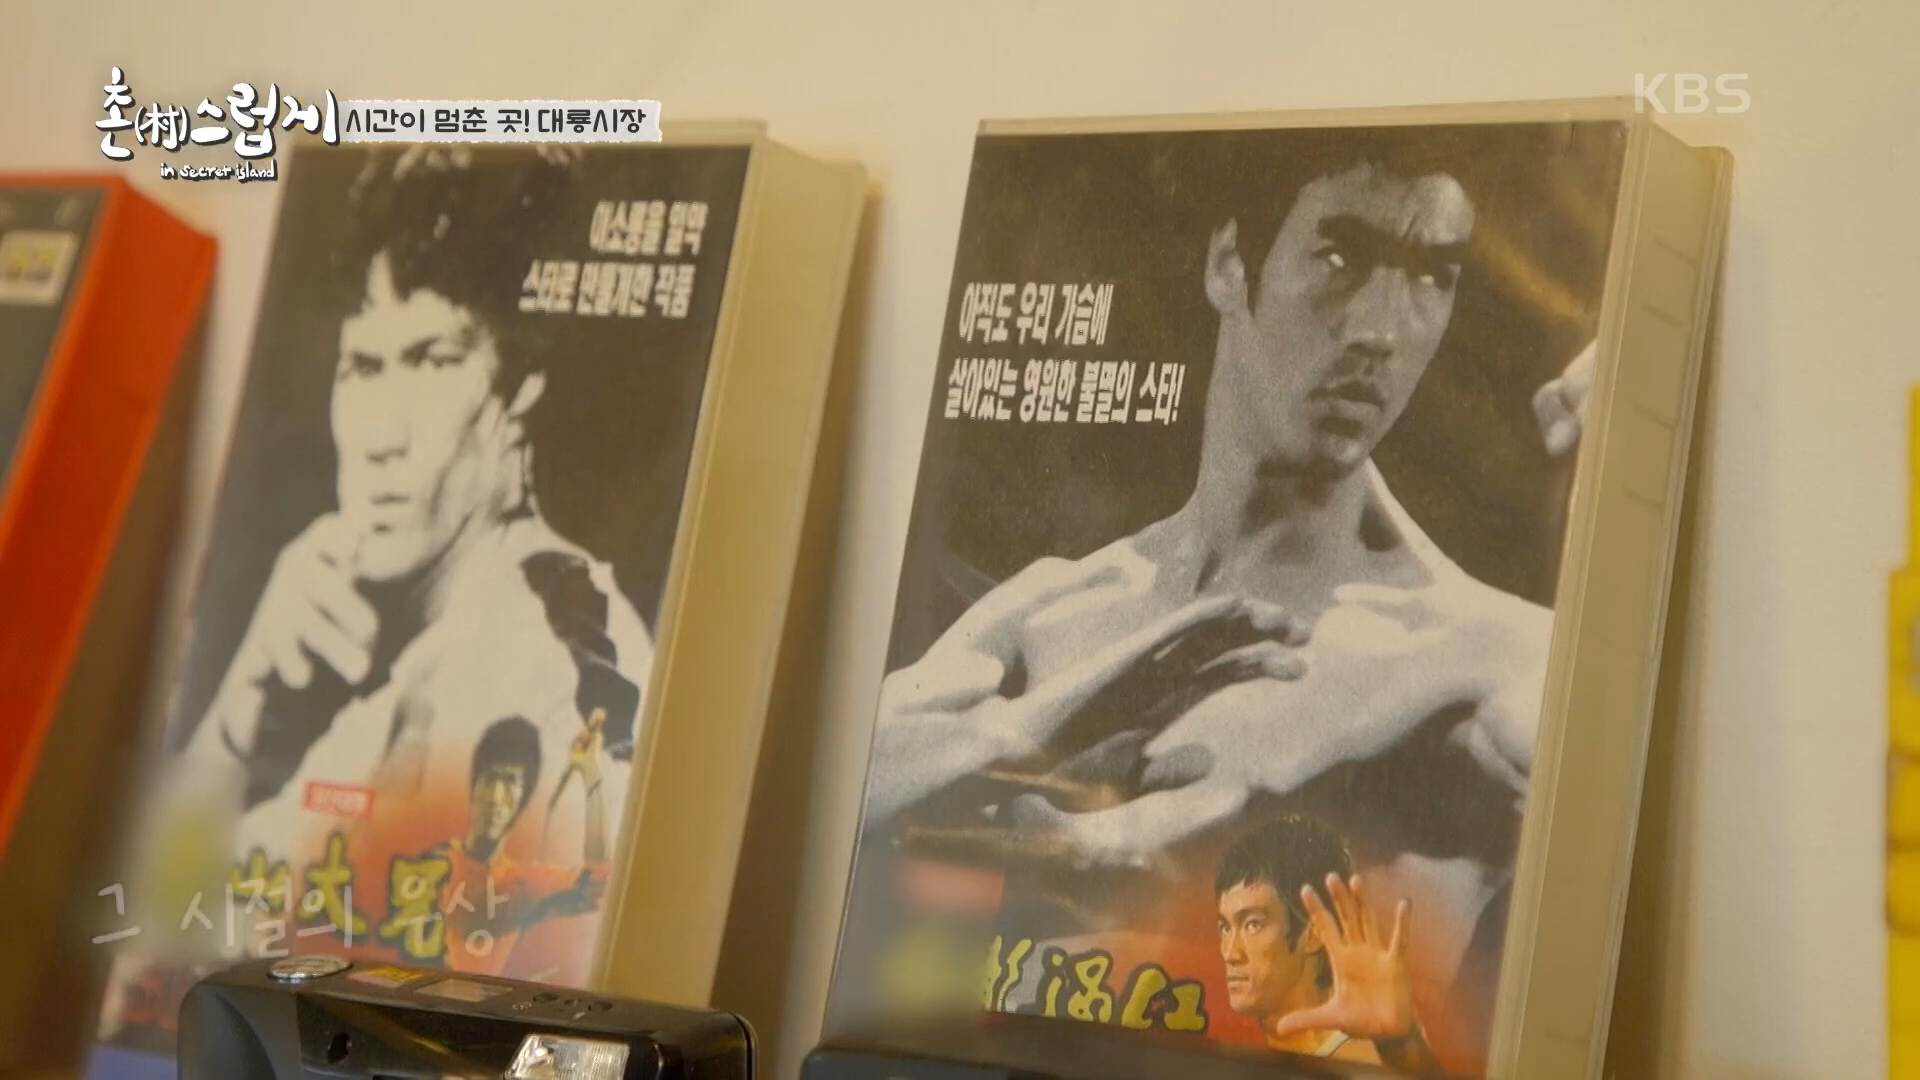 촌(村)스럽게
in secret island
시간이 멈춘 곳! 대룡시장
KBS
이소룡을 일약
스타로 만들게한 작품
아직도 우리 가슴에
살아있는 영원한 불멸의 스타!
그 시절의 우상